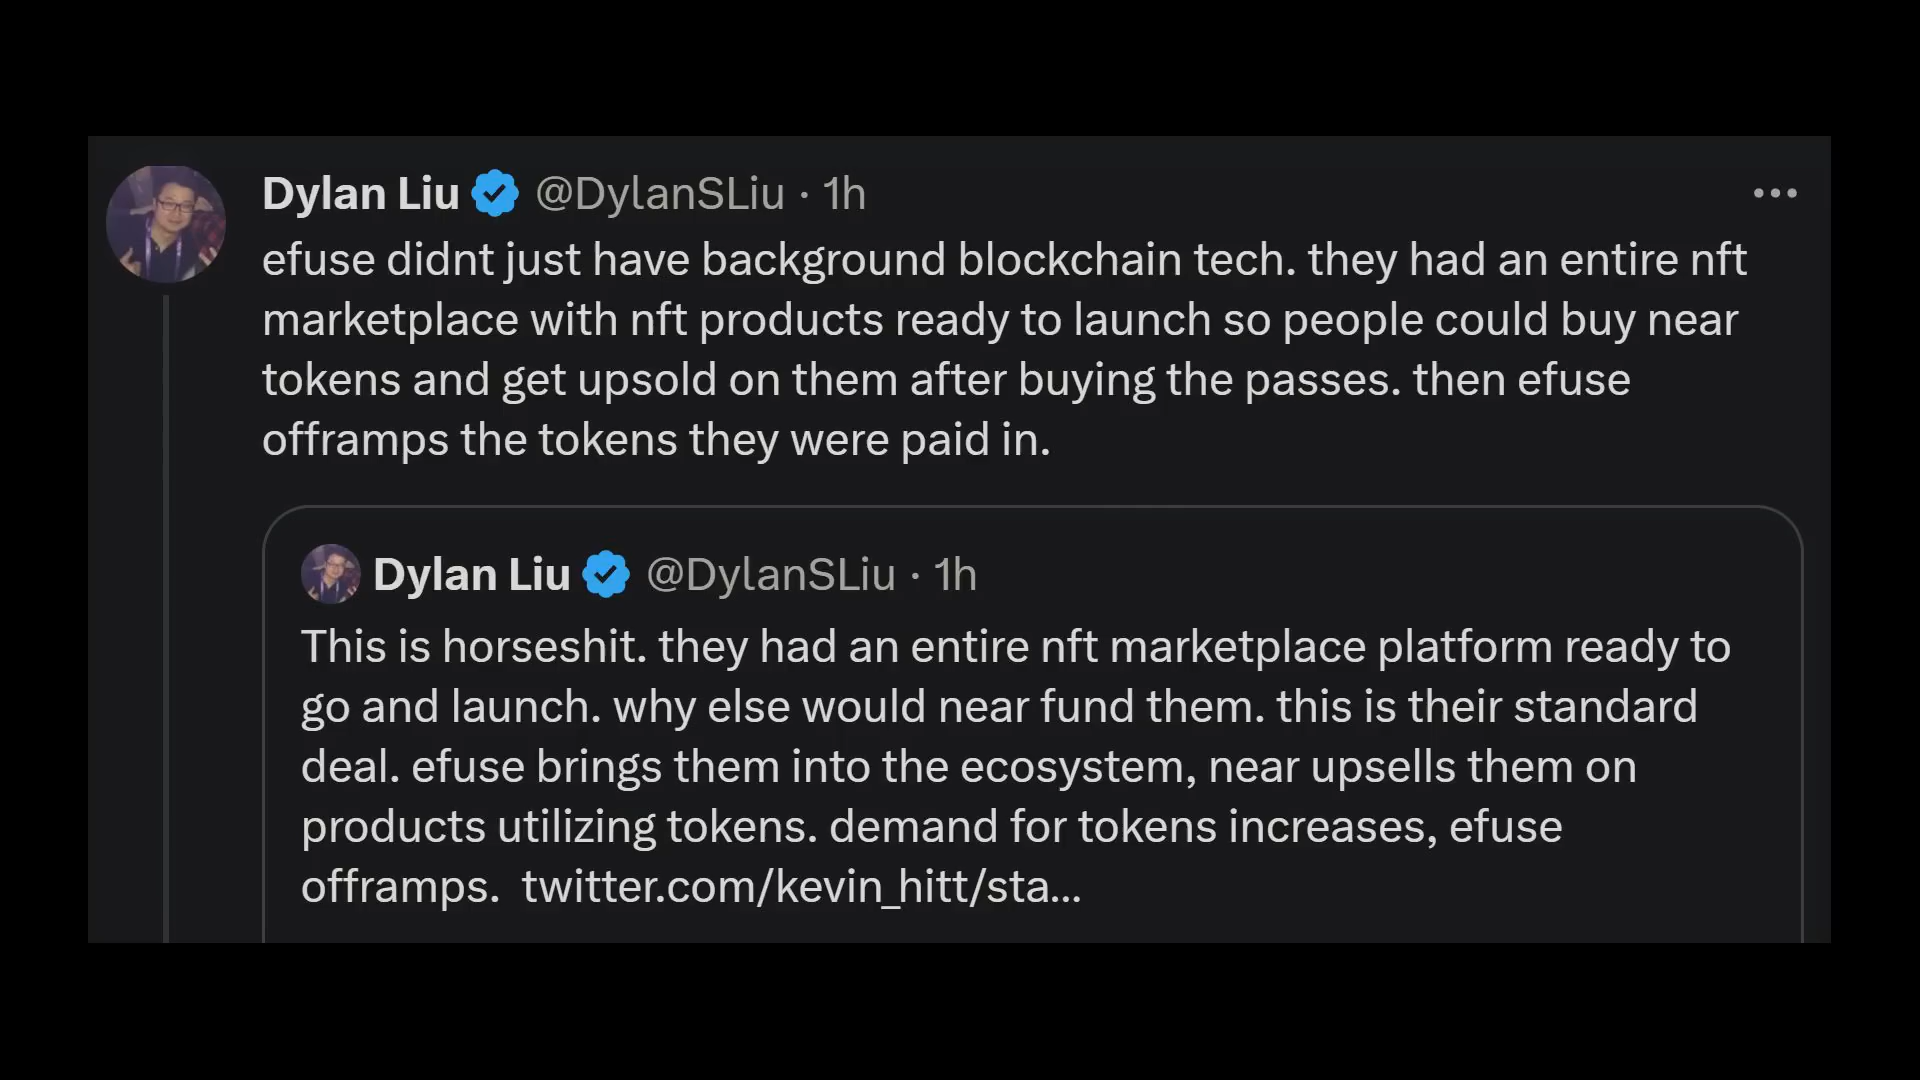 Dylan Liu @DylanSLiu · 1h
efuse didnt just have background blockchain tech. they had an entire nft
marketplace with nft products ready to launch so people could buy near
tokens and get upsold on them after buying the passes. then efuse
offramps the tokens they were paid in.
Dylan Liu @DylanSLiu · 1h
This is horseshit. they had an entire nft marketplace platform ready to
go and launch. why else would near fund them. this is their standard
deal. efuse brings them into the ecosystem, near upsells them on
products utilizing tokens. demand for tokens increases, efuse
offramps.  twitter.com/kevin_hitt/sta...